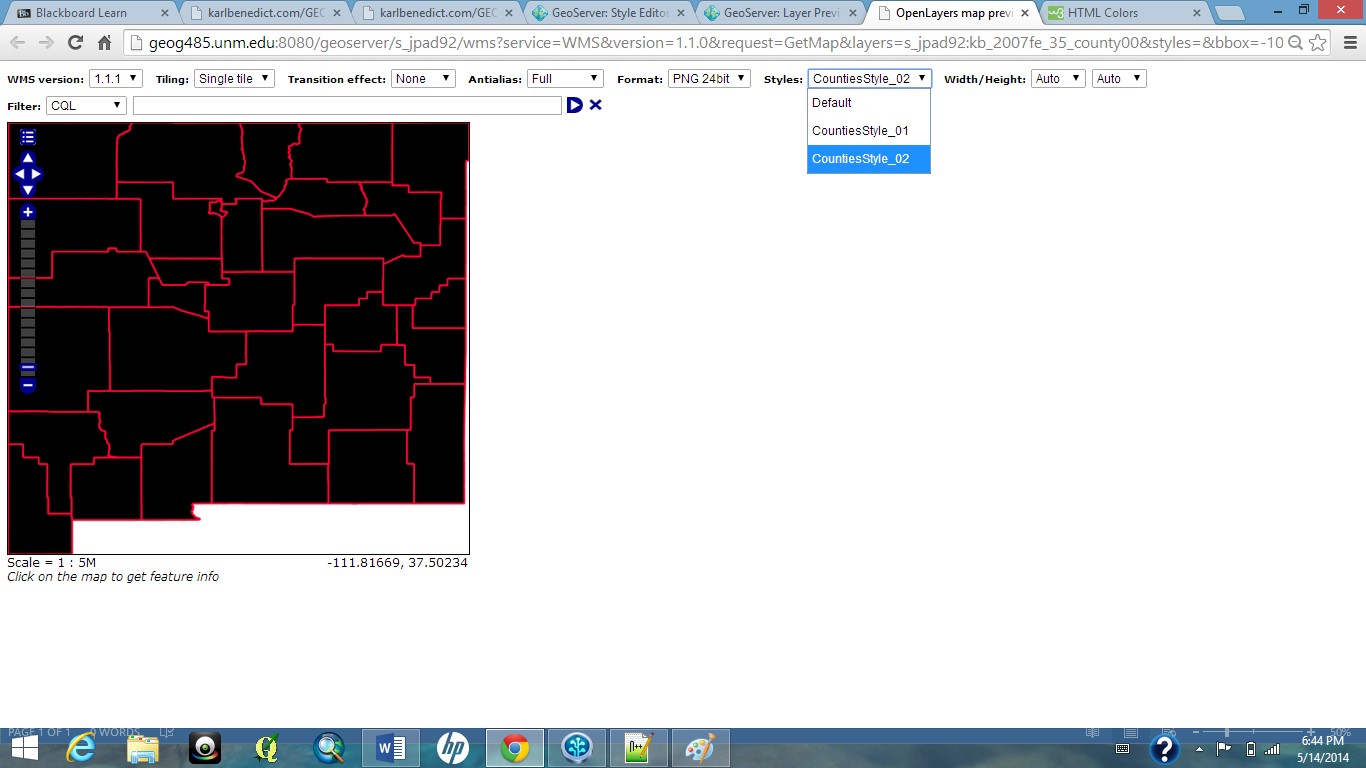 Blackboard Learn
karlbenedict.com/GEO
karlbenedict.com/GEO
GeoServer: Style Editor
GeoServer: Layer Previ
OpenLayers map previ
HTML Colors
geog485.unm.edu:8080/geoserver/s_jpad92/wms?service=WMS&version=1.1.0&request=GetMap&layers=s_jpad92:kb_2007fe_35_county00&styles=&bbox=-10
WMS version: 1.1.1 Tiling: Single tile Transition effect: None Antialias: Full Format: PNG 24bit Styles: CountiesStyle_02 Width/Height: Auto Auto
Filter: CQL
Default
CountiesStyle_01
CountiesStyle_02
Scale = 1 : 5M -111.81669, 37.50234
Click on the map to get feature info
PAGE 1 OF 1 0 WORDS 50%
6:44 PM
5/14/2014